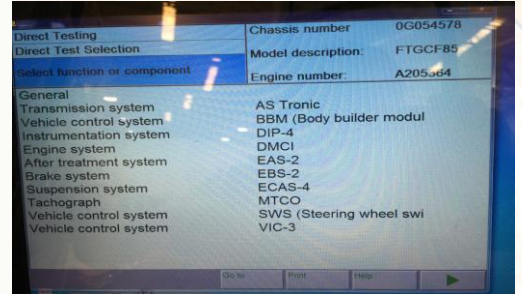 Direct Testing
Direct Test Selection
Select function or component
Chassis number 0G054578
Model description: FTGCF85
Engine number:
General
Transmission system AS Tronic
Vehicle control system BBM (Body builder modul
Instrumentation system DIP-4
Engine system DMCI
After treatment system EAS-2
Brake system EBS-2
Suspension system ECAS-4
Tachograph MTCO
Vehicle control system SWS (Steering wheel swi
Vehicle control system VIC-3
Go to Print Help